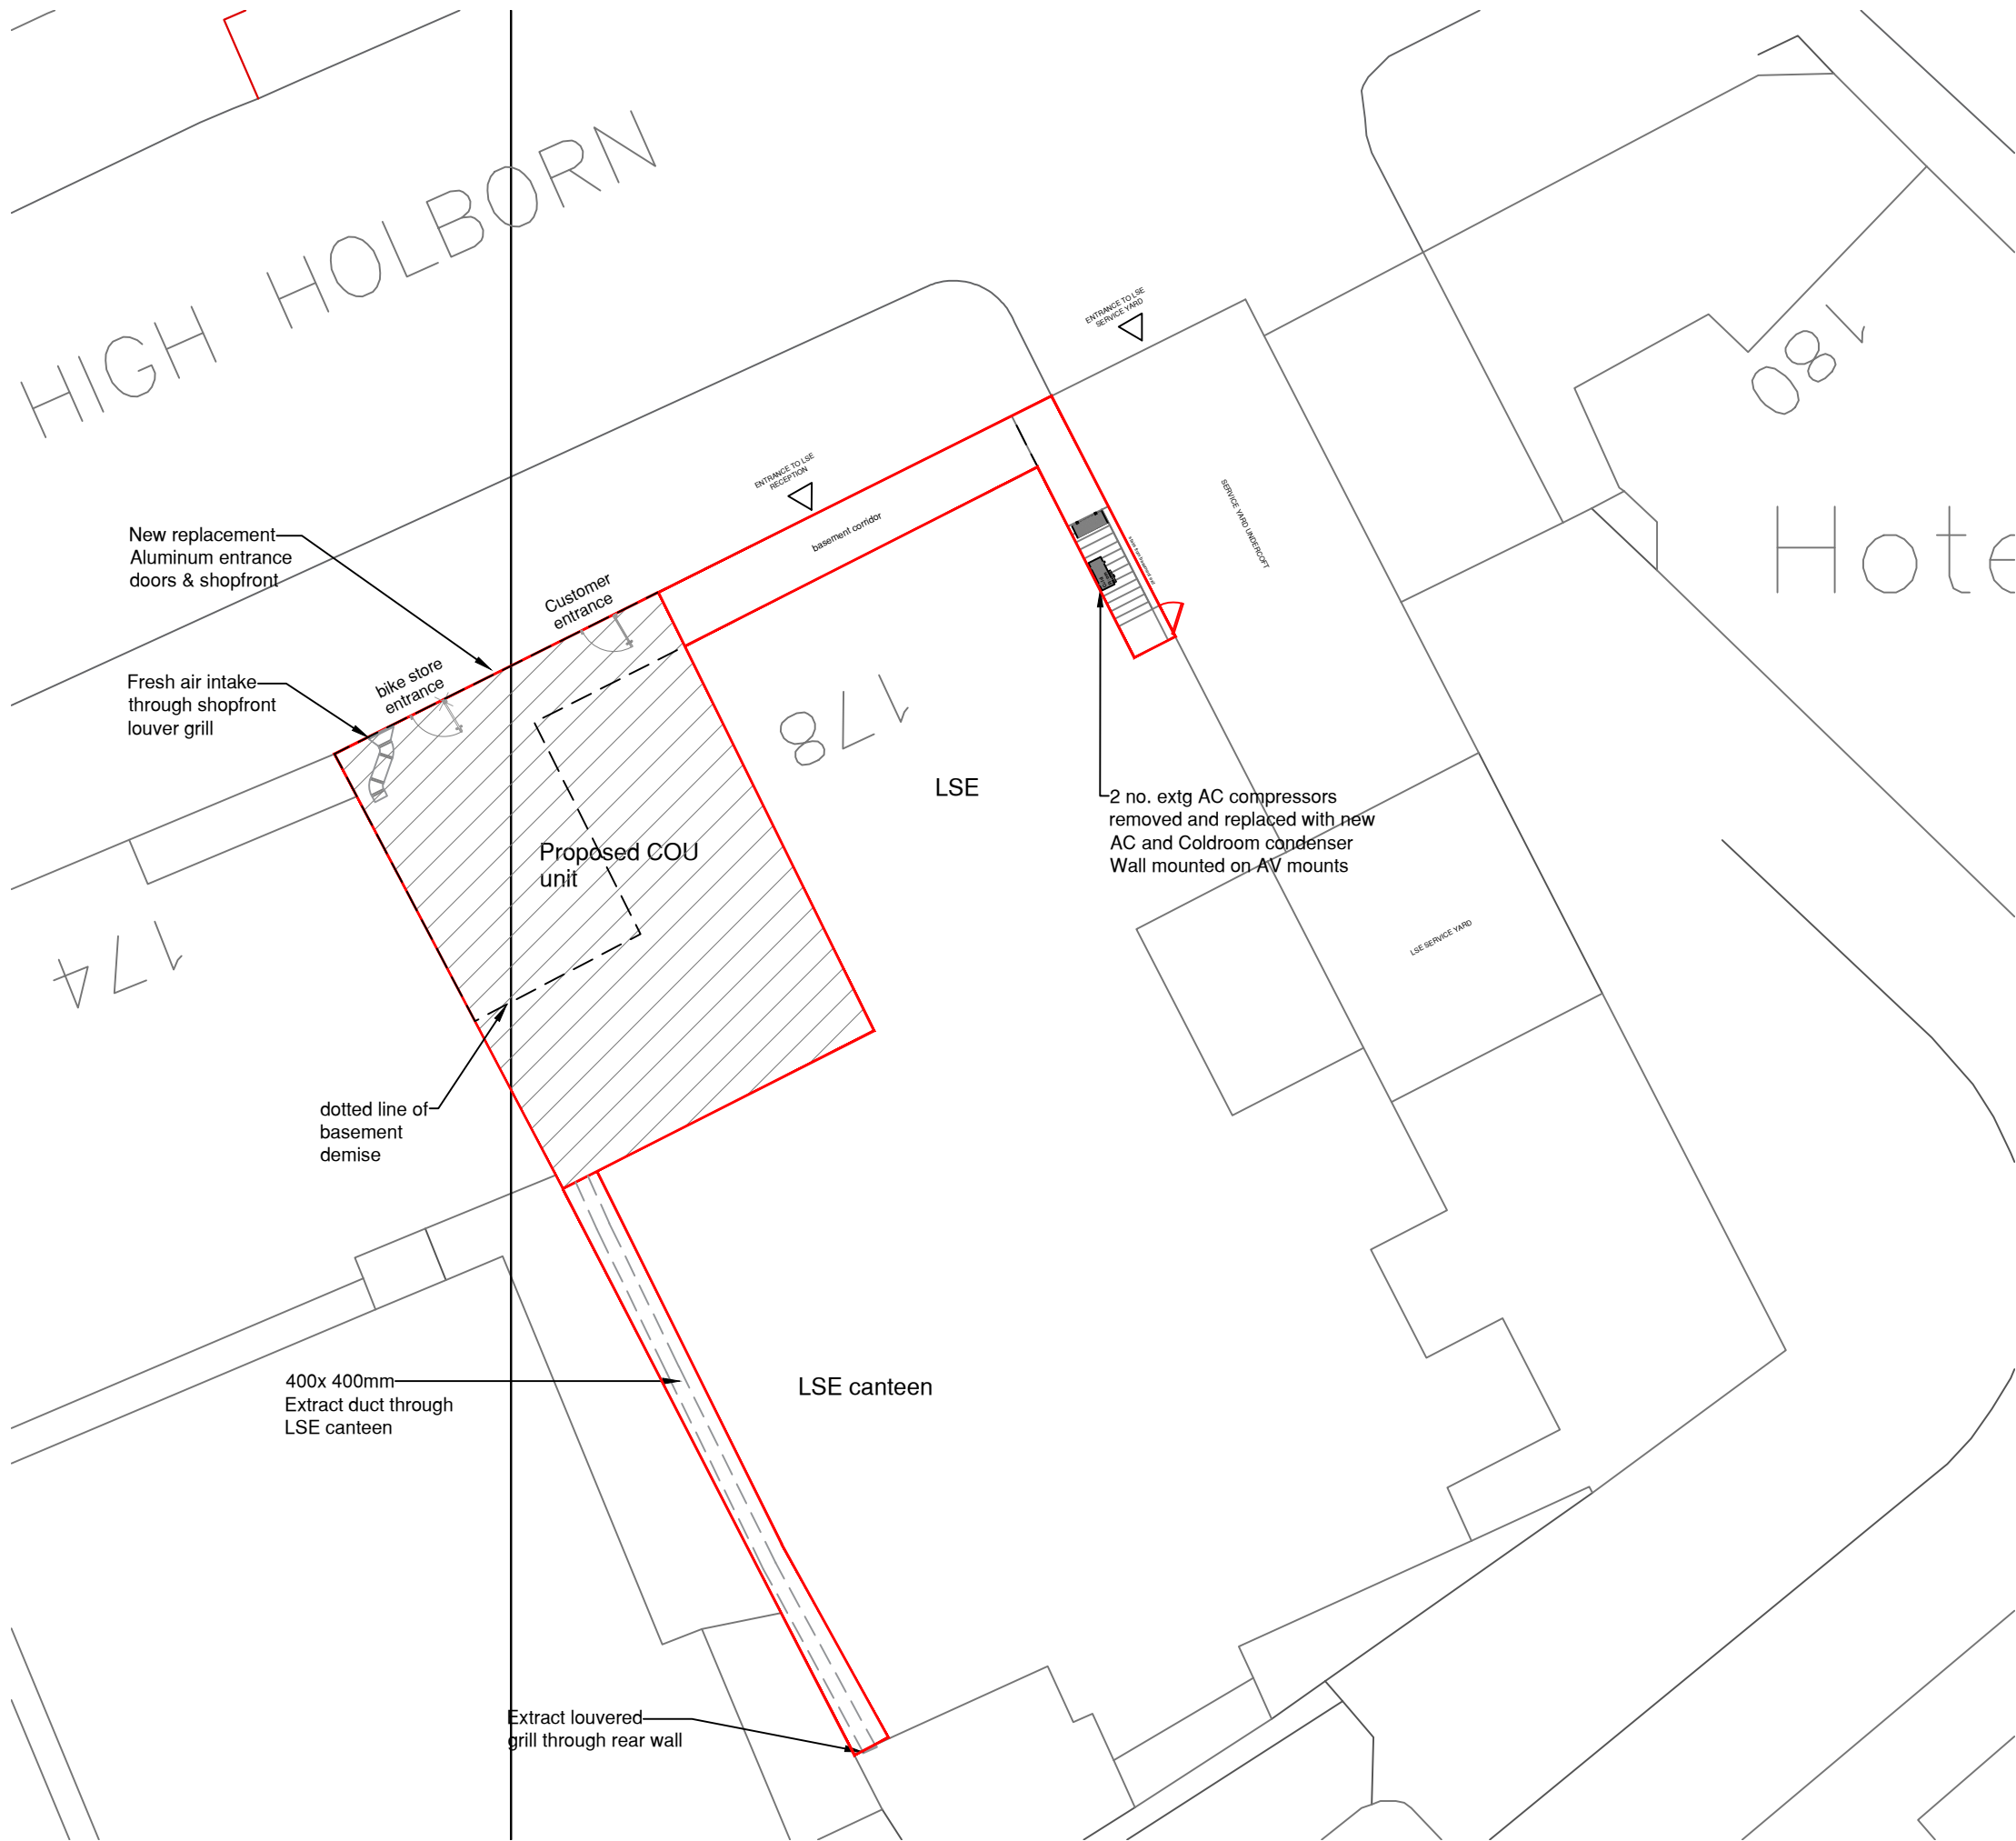 HIGH HOLBORN
ENTRANCE TO LSE
SERVICE YARD
180
ENTRANCE TO LSE
RECEPTION
basement corridor
SERVICE YARD UNDERCOFT
Hote
New replacement
Aluminum entrance
doors & shopfront
Customer
entrance
Fresh air intake
through shopfront
louver grill
bike store
entrance
178
LSE
2 no. extg AC compressors
removed and replaced with new
AC and Coldroom condenser
Wall mounted on AV mounts
Proposed COU
unit
174
LSE SERVICE YARD
dotted line of
basement
demise
400x 400mm
Extract duct through
LSE canteen
LSE canteen
Extract louvered
grill through rear wall